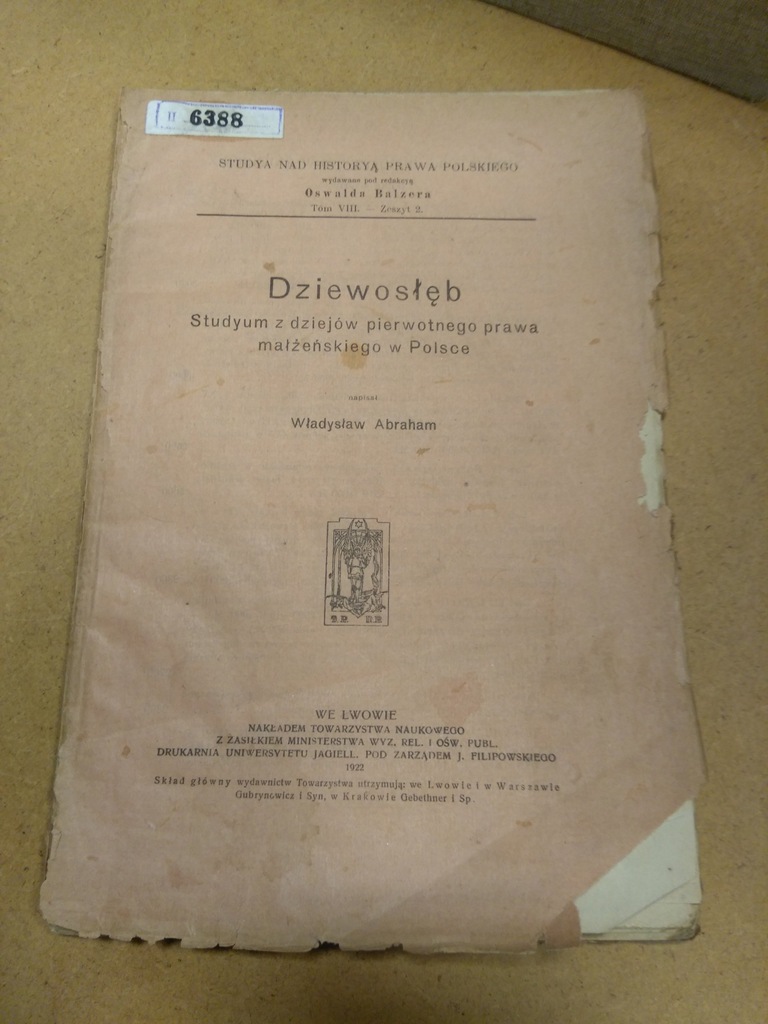 II 6388
STUDYA NAD HISTORYĄ PRAWA POLSKIEGO
wydawane pod redakcyą
Oswalda Balzera
Tom VIII. — Zeszyt 2.
Dziewosłęb
Studyum z dziejów pierwotnego prawa
małżeńskiego w Polsce
napisał
Władysław Abraham
WE LWOWIE
NAKŁADEM TOWARZYSTWA NAUKOWEGO
Z ZASIŁKIEM MINISTERSTWA WYZ. REL. I OŚW. PUBL.
DRUKARNIA UNIWERSYTETU JAGIELL. POD ZARZĄDEM J. FILIPOWSKIEGO
1922
Skład główny wydawnictw Towarzystwa utrzymują: we Lwowie i w Warszawie
Gubrynowicz i Syn, w Krakowie Gebethner i Sp.